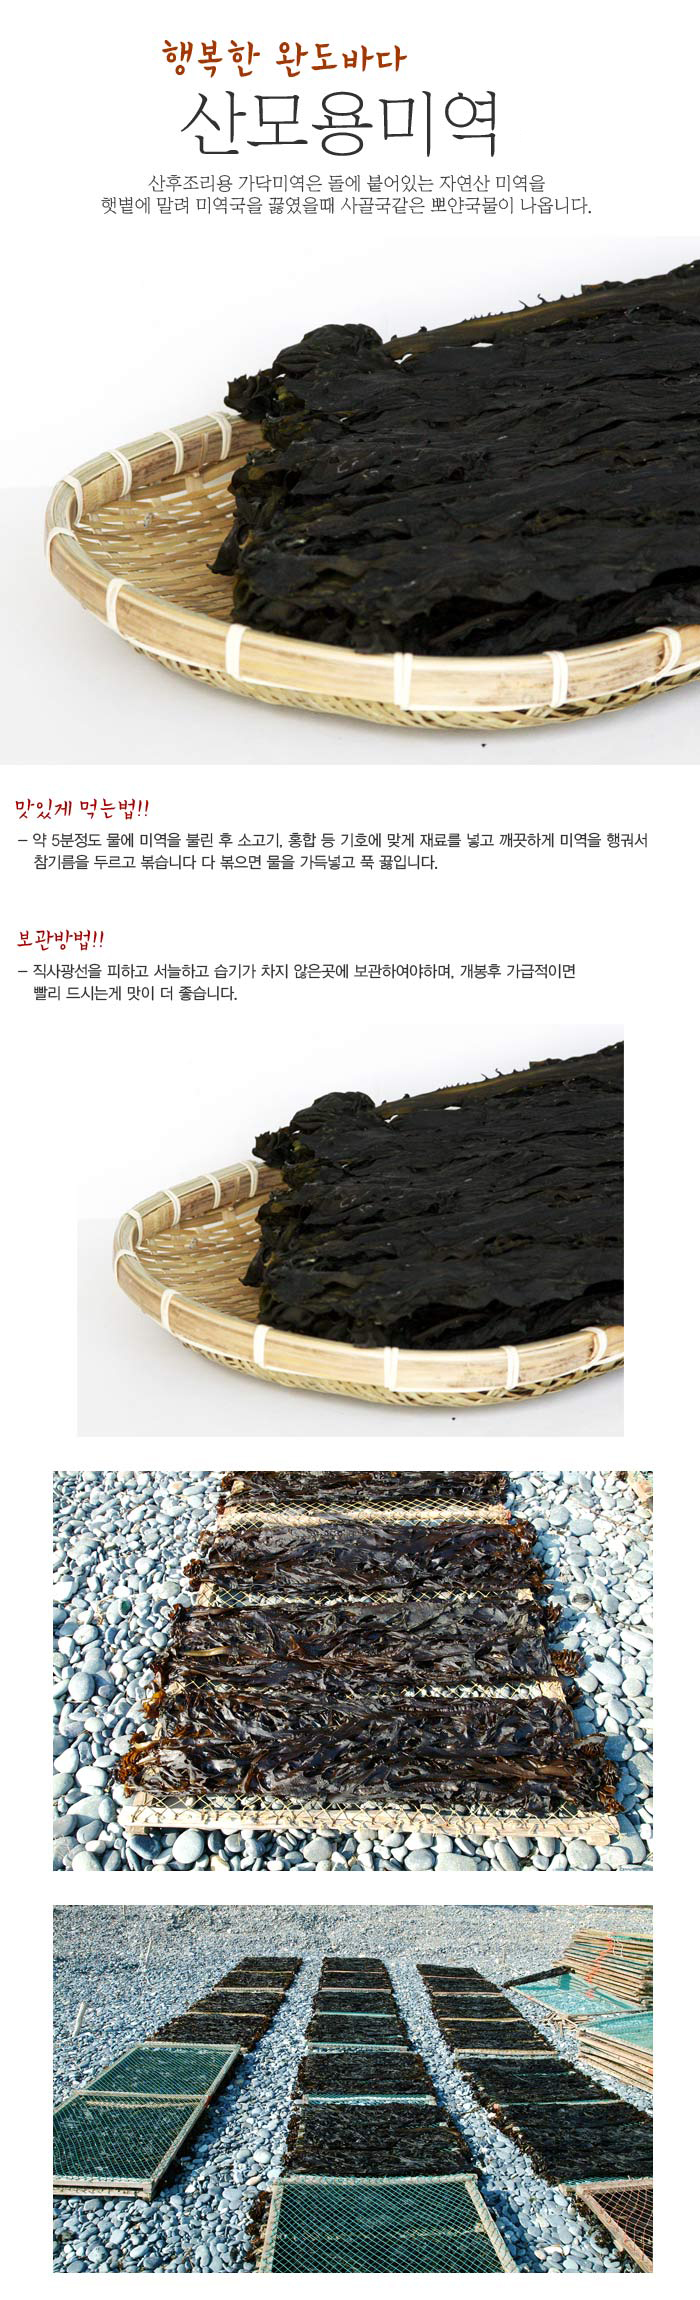 행복한 완도바다
산모용미역
산후조리용 가닥미역은 돌에 붙어있는 자연산 미역을
햇볕에 말려 미역국을 끓였을때 사골국같은 뽀얀국물이 나옵니다.
맛있게 먹는법!!
- 약 5분정도 물에 미역을 불린 후 소고기, 홍합 등 기호에 맞게 재료를 넣고 깨끗하게 미역을 행궈서
참기름을 두르고 볶습니다 다 볶으면 물을 가득넣고 푹 끓입니다.
보관방법!!
- 직사광선을 피하고 서늘하고 습기가 차지 않은곳에 보관하여야하며, 개봉후 가급적이면
빨리 드시는게 맛이 더 좋습니다.